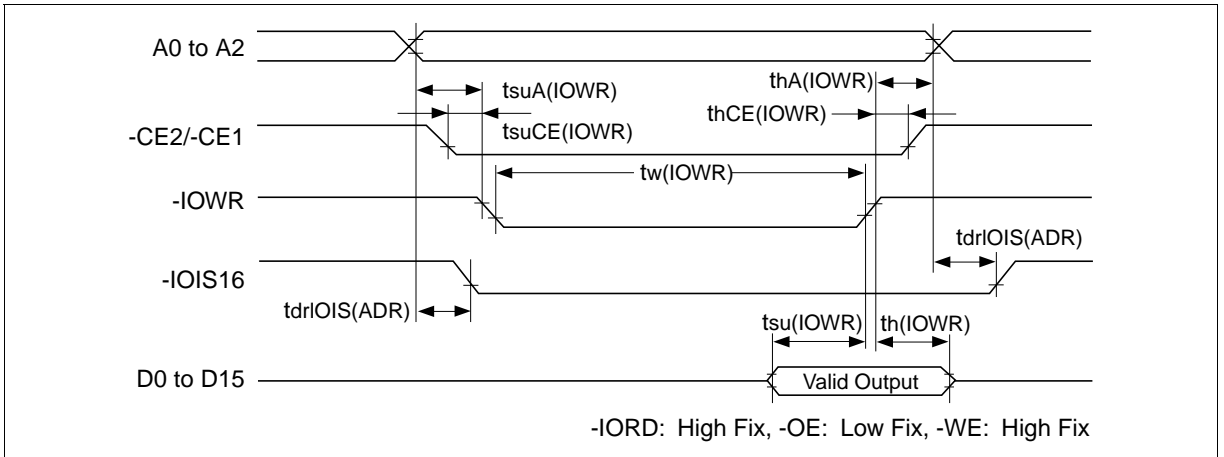 A0 to A2
tsuA(IOWR)
thA(IOWR)
thCE(IOWR)
-CE2/-CE1
tsuCE(IOWR)
tw(IOWR)
-IOWR
tdrIOIS(ADR)
-IOIS16
tdrIOIS(ADR)
tsu(IOWR)
th(IOWR)
D0 to D15
Valid Output
-IORD: High Fix, -OE: Low Fix, -WE: High Fix